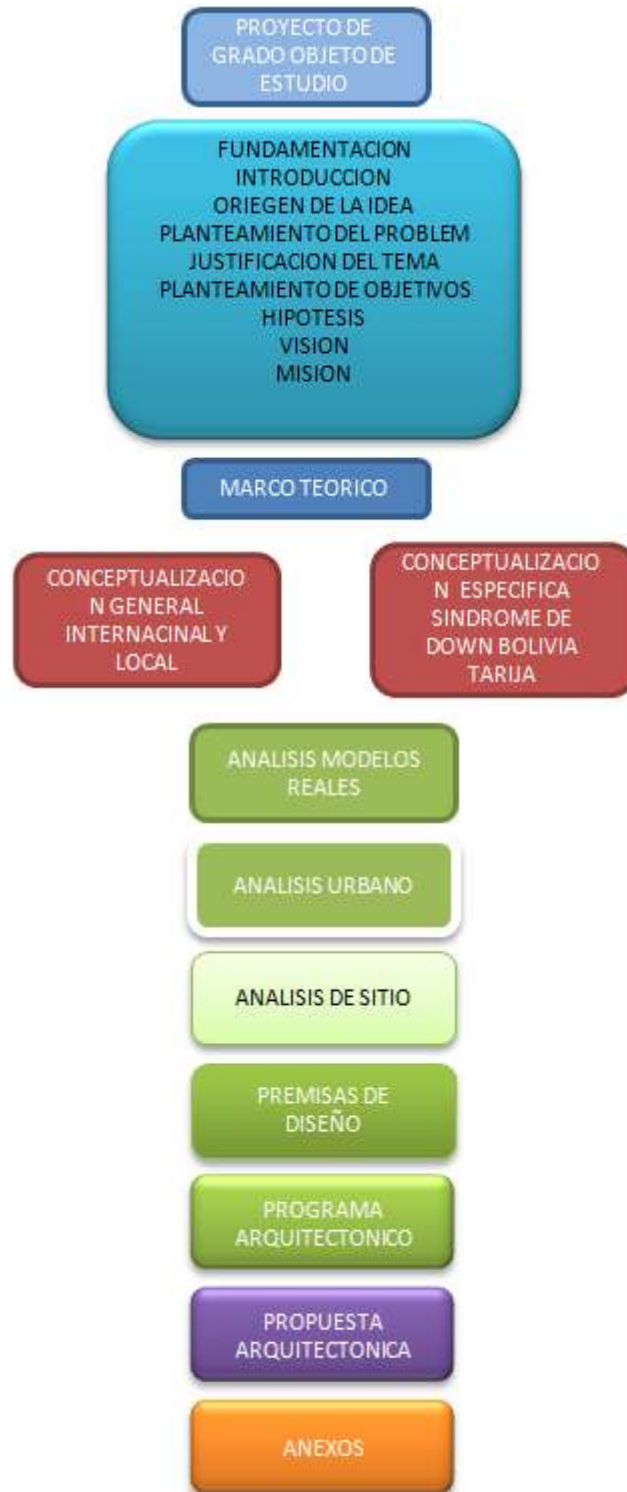 PROYECTO DE
GRADO OBJETO DE
ESTUDIO
FUNDAMENTACION
INTRODUCCION
ORIEGEN DE LA IDEA
PLANTEAMIENTO DEL PROBLEM
JUSTIFICACION DEL TEMA
PLANTEAMIENTO DE OBJETIVOS
HIPOTESIS
VISION
MISION
MARCO TEORICO
CONCEPTUALIZACIO
N GENERAL
INTERNACINAL Y
LOCAL
CONCEPTUALIZACIO
N ESPECIFICA
SINDROME DE
DOWN BOLIVIA
TARIJA
ANALISIS MODELOS
REALES
ANALISIS URBANO
ANALISIS DE SITIO
PREMISAS DE
DISEÑO
PROGRAMA
ARQUITECTONICO
PROPUESTA
ARQUITECTONICA
ANEXOS